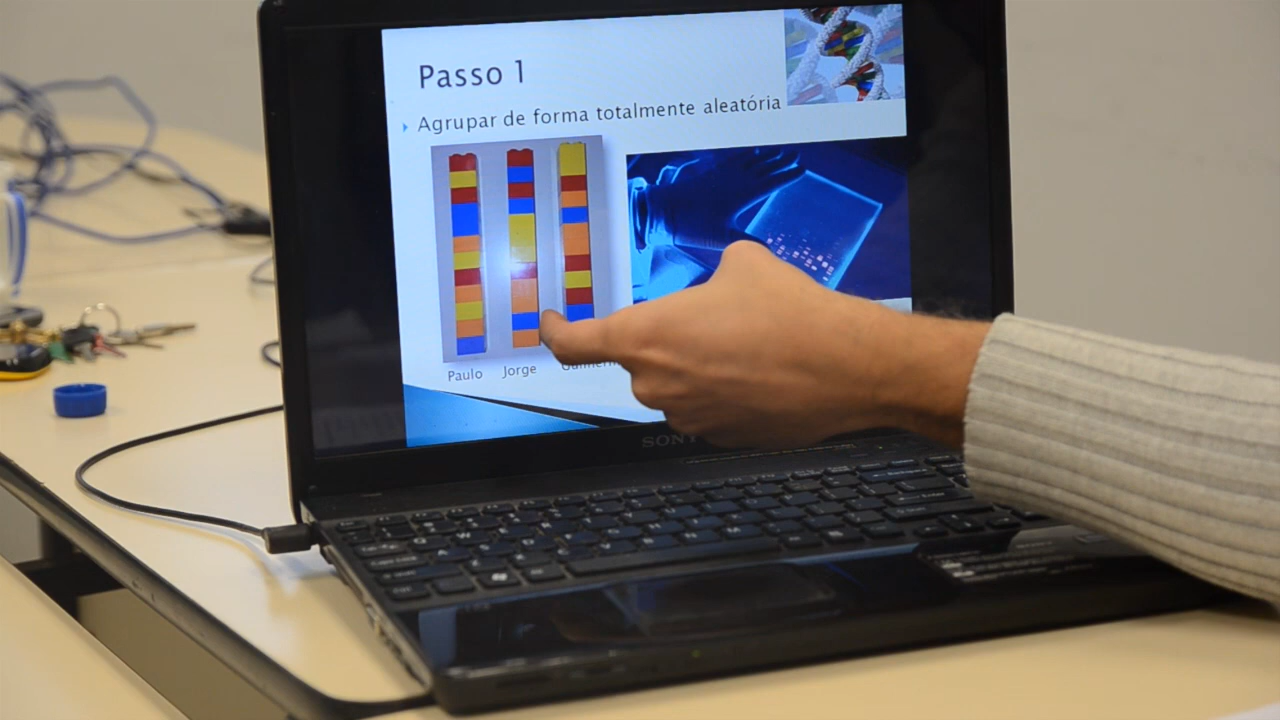 Passo 1
Agrupar de forma totalmente aleatória
Paulo Jorge
SONY